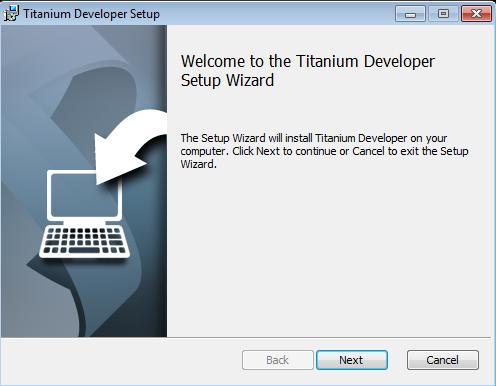 Titanium Developer Setup
Welcome to the Titanium Developer
Setup Wizard
The Setup Wizard will install Titanium Developer on your
computer. Click Next to continue or Cancel to exit the Setup
Wizard.
Back
Next
Cancel